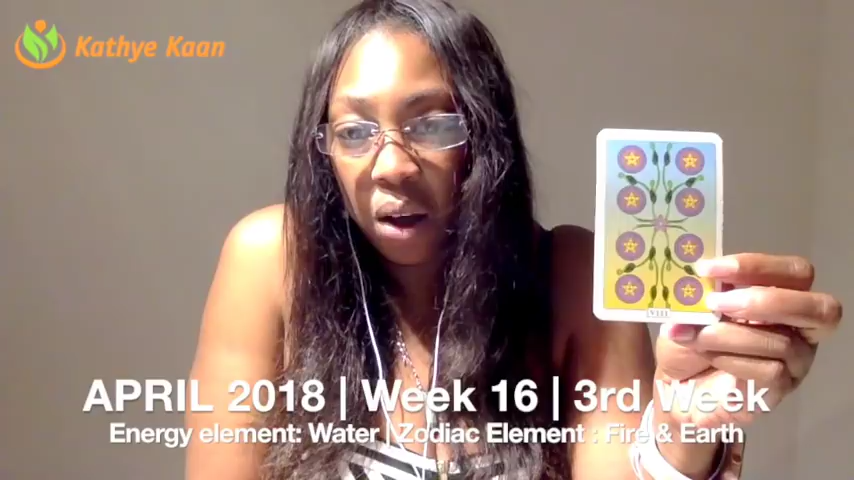 Kathye Kaan
VIII
APRIL 2018 | Week 16 | 3rd Week
Energy element: Water | Zodiac Element : Fire & Earth